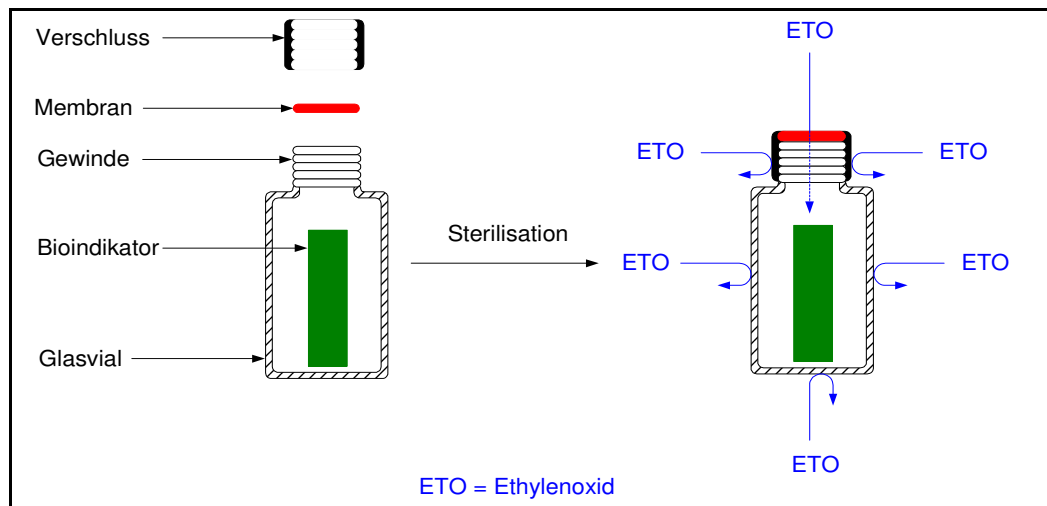 Verschluss
Membran
Gewinde
Bioindikator
Glasvial
Sterilisation
ETO
ETO
ETO
ETO
ETO
ETO
ETO = Ethylenoxid